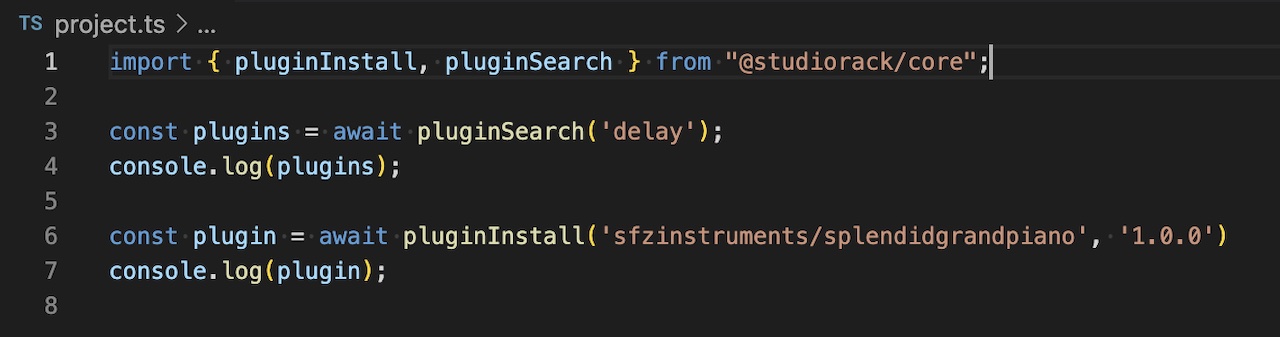 TS project.ts > ...
1 import { pluginInstall, pluginSearch } from "@studiorack/core";
2
3 const plugins = await pluginSearch('delay');
4 console.log(plugins);
5
6 const plugin = await pluginInstall('sfzinstruments/splendidgrandpiano', '1.0.0')
7 console.log(plugin);
8